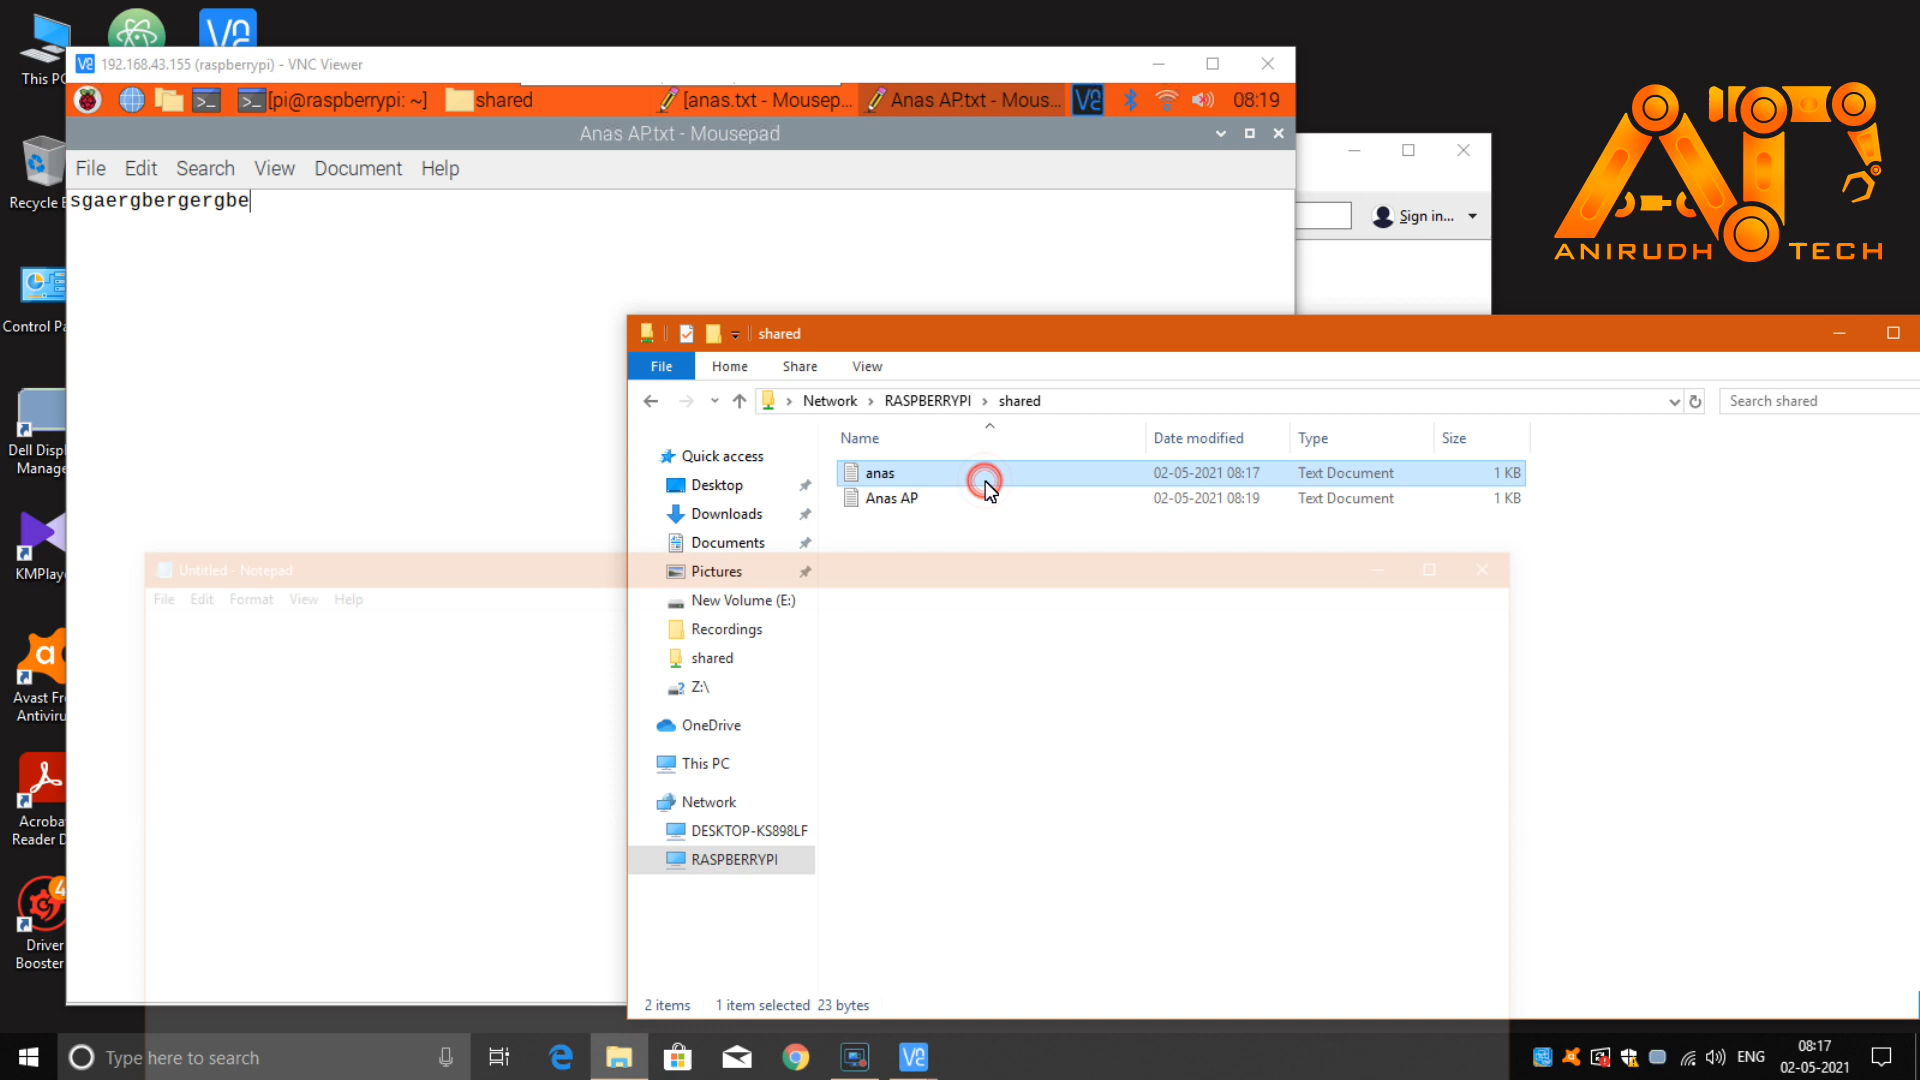 This PC
192.168.43.155 (raspberrypi) - VNC Viewer
[pi@raspberrypi: ~]
shared
[anas.txt - Mousep...
Anas AP.txt - Mous...
08:19
Anas AP.txt - Mousepad
File Edit Search View Document Help
sgaergbergergbe
Sign in...
ANIRUDH TECH
Recycle B
Control Pa
Dell Disp
Manage
KMPlaye
Avast Fre
Antiviru
Acroba
Reader D
4
Driver
Booster
shared
File Home Share View
Network RASPBERRYPI shared
Search shared
Name Date modified Type Size
anas 02-05-2021 08:17 Text Document 1 KB
Anas AP 02-05-2021 08:19 Text Document 1 KB
Quick access
Desktop
Downloads
Documents
Pictures
New Volume (E:)
Recordings
shared
Z:\
OneDrive
This PC
Network
DESKTOP-KS898LF
RASPBERRYPI
Untitled - Notepad
File Edit Format View Help
2 items 1 item selected 23 bytes
Type here to search
ENG
08:17
02-05-2021